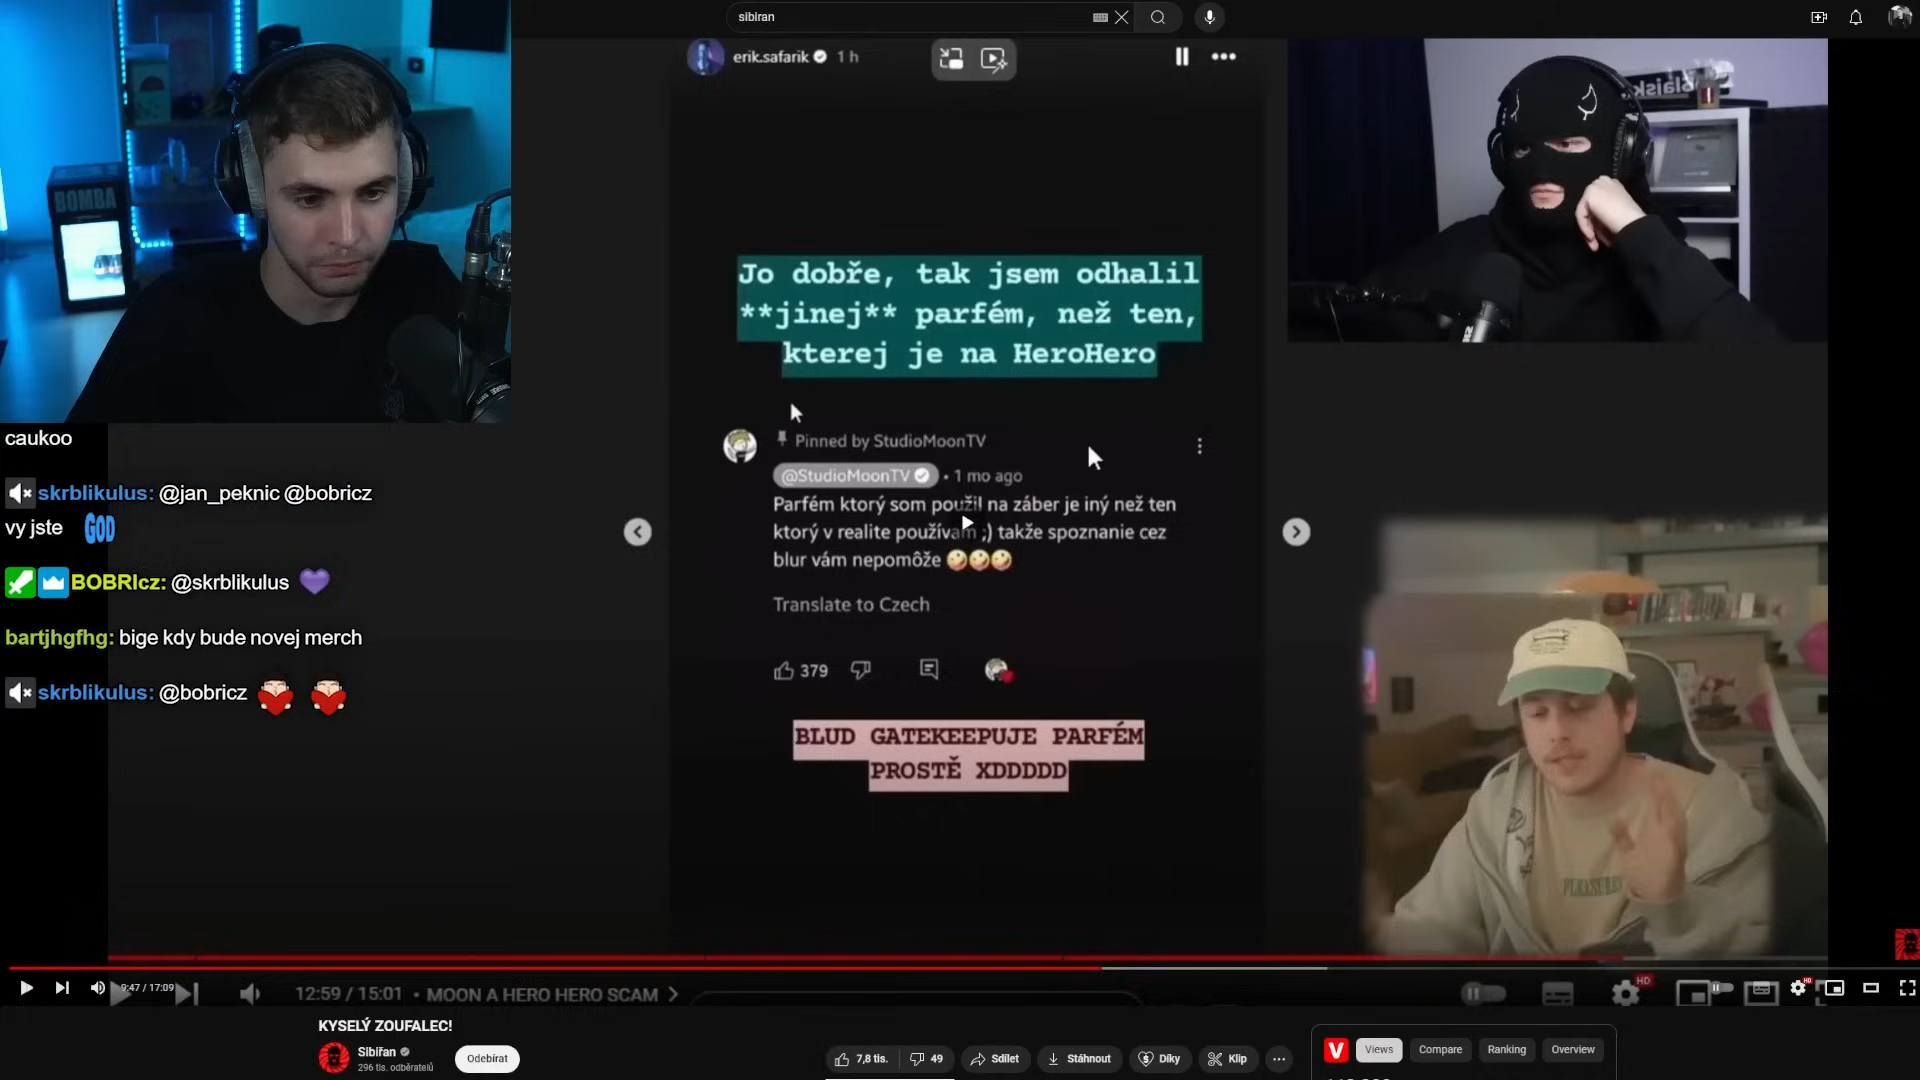 sibiran
erik.safarik 1 h
BOMBA
Jo dobře, tak jsem odhalil
**jinej** parfém, než ten,
kterej je na HeroHero
Pinned by StudioMoonTV
@StudioMoonTV • 1 mo ago
Parfém ktorý som použil na záber je iný než ten
ktorý v realite používam ;) takže spoznanie cez
blur vám nepomôže 🤪🤪🤪
Translate to Czech
379
BLUD GATEKEEPUJE PARFÉM
PROSTĚ XDDDDD
caukoo
skrblikulus: @jan_peknic @bobricz
vy jste GOD
BOBRIcz: @skrblikulus 💜
bartjhgfhg: bige kdy bude novej merch
skrblikulus: @bobricz
PLEASURES
9:47 / 17:09
12:59 / 15:01 • MOON A HERO HERO SCAM
HD
HD
KYSELÝ ZOUFALEC!
Sibiřan
296 tis. odběratelů
Odebírat
7,8 tis.
49
Sdílet
Stáhnout
Díky
Klip
Views
Compare
Ranking
Overview